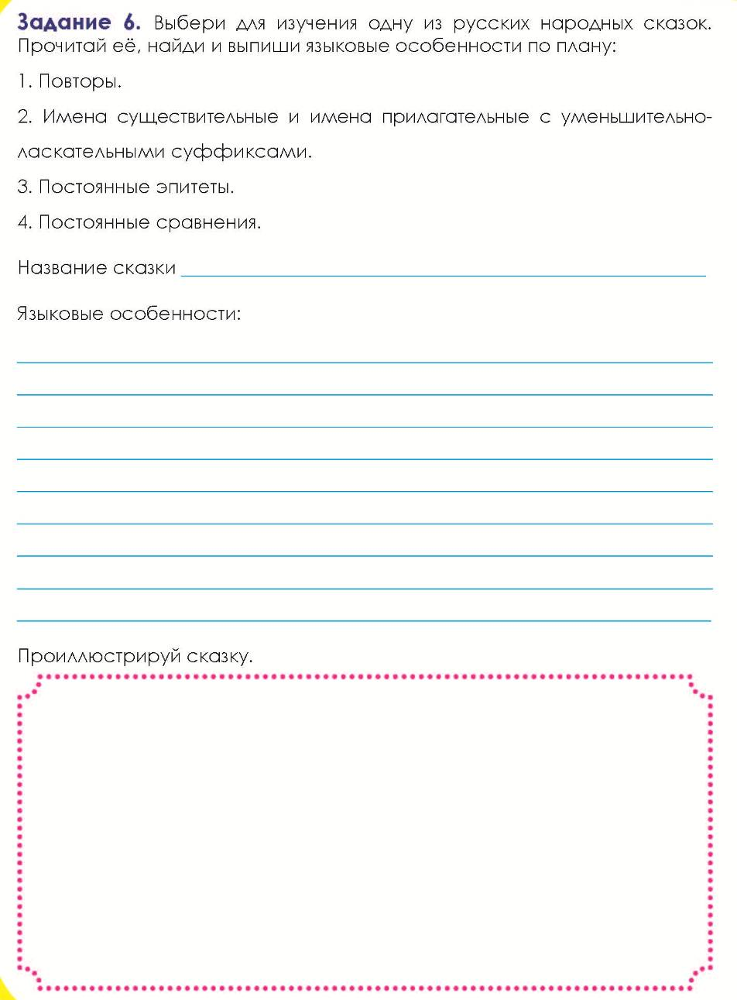 Задание 6. Выбери для изучения одну из русских народных сказок.
Прочитай её, найди и выпиши языковые особенности по плану:
1. Повторы.
2. Имена существительные и имена прилагательные с уменьшительно-
ласкательными суффиксами.
3. Постоянные эпитеты.
4. Постоянные сравнения.
Название сказки
Языковые особенности:
Проиллюстрируй сказку.